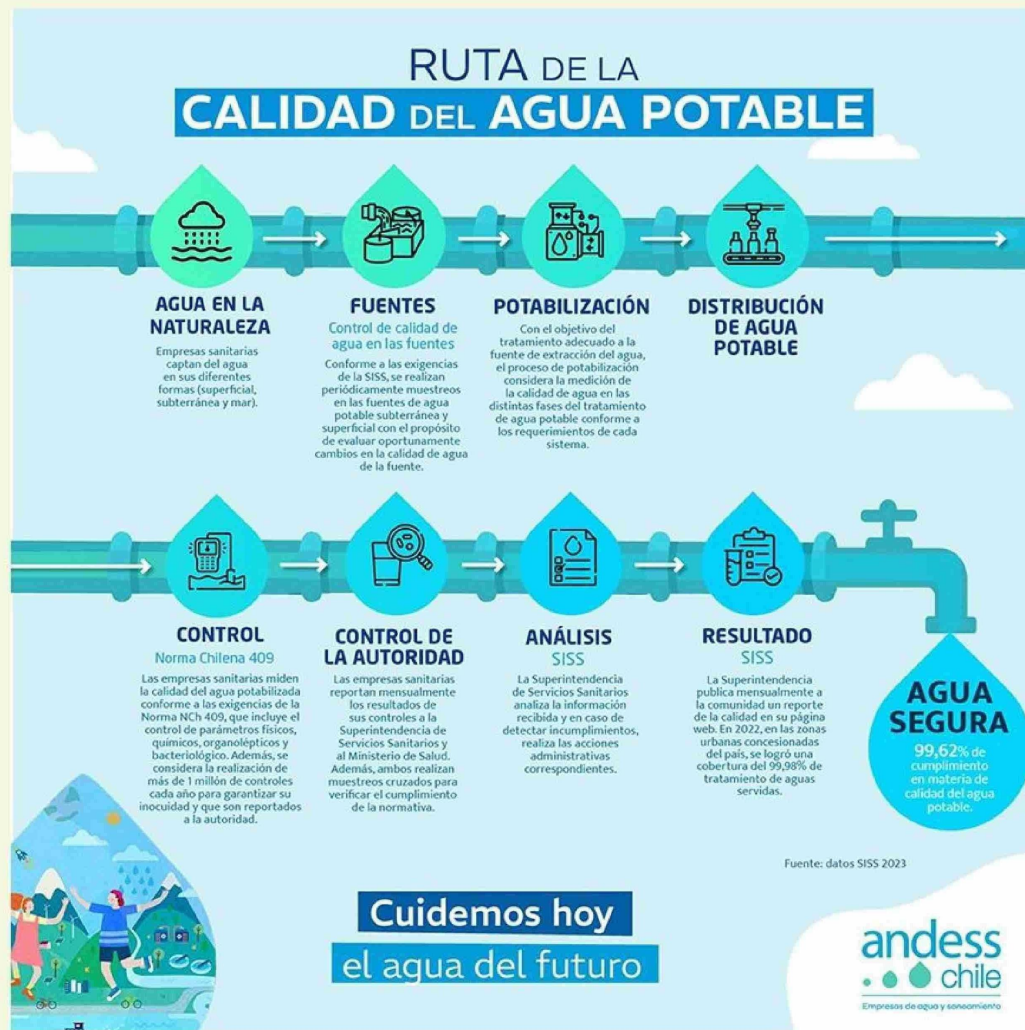 RUTA DE LA
CALIDAD DEL AGUA POTABLE
AGUA EN LA
NATURALEZA
Empresas sanitarias
captan del agua
en sus diferentes
formas (superficial,
subterránea y mar).
FUENTES
Control de calidad de
agua en las fuentes
Conforme a las exigencias
de la SISS, se realizan
periódicamente muestreos
en las fuentes de agua
potable subterránea y
superficial con el propósito
de evaluar oportunamente
cambios en la calidad de agua
de la fuente.
POTABILIZACIÓN
Con el objetivo del
tratamiento adecuado a la
fuente de extracción del agua,
el proceso de potabilización
considera la medición de
la calidad de agua en las
distintas fases del tratamiento
de agua potable conforme a
los requerimientos de cada
sistema.
DISTRIBUCIÓN
DE AGUA
POTABLE
CONTROL
Norma Chilena 409
Las empresas sanitarias miden
la calidad del agua potabilizada
conforme a las exigencias de la
Norma NCh 409, que incluye el
control de parámetros físicos,
químicos, organolépticos y
bacteriológico. Además, se
considera la realización de
más de 1 millón de controles
cada año para garantizar su
inocuidad y que son reportados
a la autoridad.
CONTROL DE
LA AUTORIDAD
Las empresas sanitarias
reportan mensualmente
los resultados de
sus controles a la
Superintendencia de
Servicios Sanitarios y
al Ministerio de Salud.
Además, ambos realizan
muestreos cruzados para
verificar el cumplimiento
de la normativa.
ANÁLISIS
SISS
La Superintendencia
de Servicios Sanitarios
analiza la información
recibida y en caso de
detectar incumplimientos,
realiza las acciones
administrativas
correspondientes.
RESULTADO
SISS
La Superintendencia
publica mensualmente a
la comunidad un reporte
de la calidad en su página
web. En 2022, en las zonas
urbanas concesionadas
del país, se logró una
cobertura del 99,98% de
tratamiento de aguas
servidas.
AGUA
SEGURA
99,62% de
cumplimiento
en materia de
calidad del agua
potable.
Fuente: datos SISS 2023
Cuidemos hoy
el agua del futuro
andess
chile
Empresas de agua y saneamiento